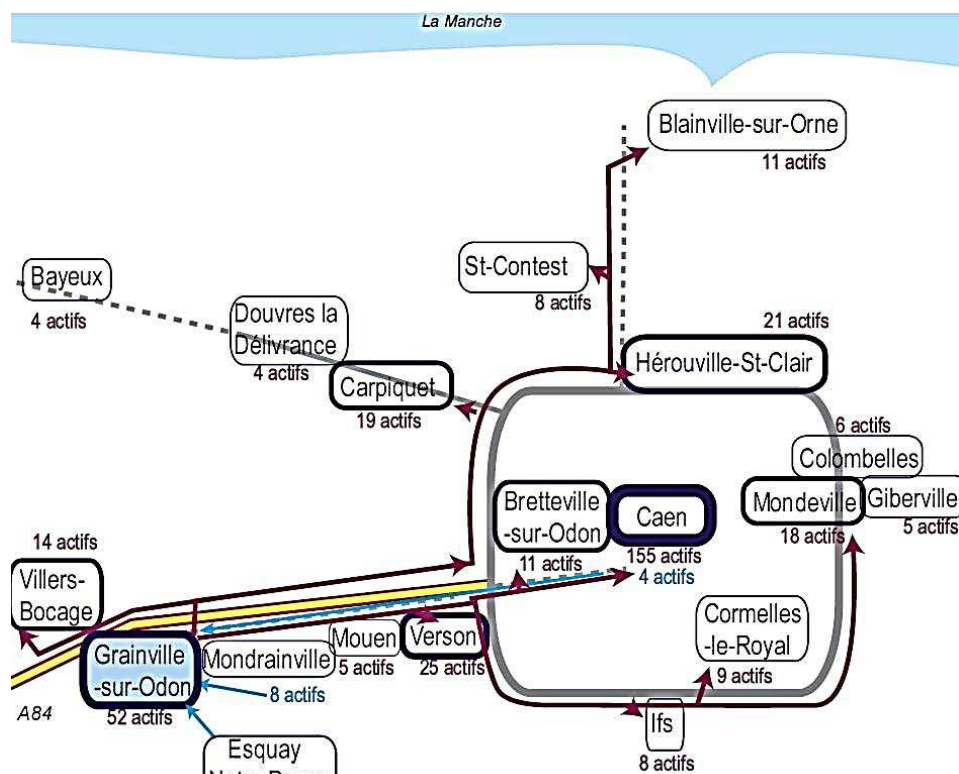 La Manche
Blainville-sur-Orne
11 actifs
St-Contest
8 actifs
Bayeux
4 actifs
Douvres la
Délivrance
4 actifs
21 actifs
Hérouville-St-Clair
Carpiquet
19 actifs
6 actifs
Colombelles
Bretteville
-sur-Odon
11 actifs
Caen
155 actifs
4 actifs
Mondeville
18 actifs
Giberville
5 actifs
14 actifs
Villers-
Bocage
Cormelles
-le-Royal
9 actifs
Grainville
-sur-Odon
52 actifs
Mondrainville
8 actifs
Mouen
5 actifs
Verson
25 actifs
A84
Ifs
8 actifs
Esquay